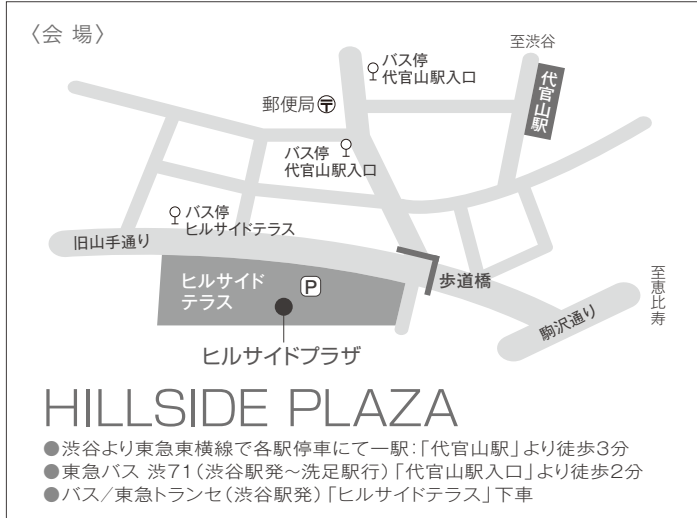 〈会 場〉
至渋谷
バス停
代官山駅入口
代官山駅
郵便局〒
バス停
代官山駅入口
バス停
ヒルサイドテラス
旧山手通り
ヒルサイド
テラス
P
歩道橋
至恵比寿
駒沢通り
ヒルサイドプラザ
HILLSIDE PLAZA
●渋谷より東急東横線で各駅停車にて一駅:「代官山駅」より徒歩3分
●東急バス 渋71(渋谷駅発~洗足駅行)「代官山駅入口」より徒歩2分
●バス/東急トランセ(渋谷駅発)「ヒルサイドテラス」下車